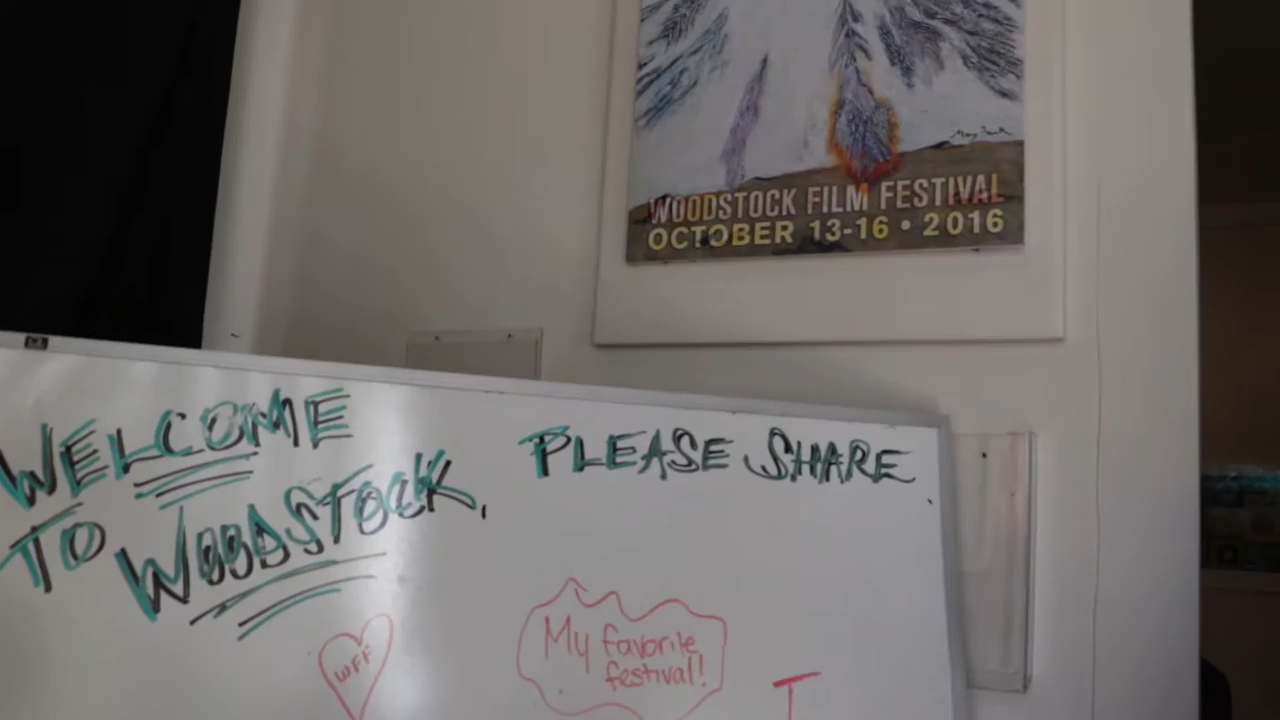 WOODSTOCK FILM FESTIVAL
OCTOBER 13-16 • 2016
WELCOME
TO WOODSTOCK,
PLEASE SHARE
WFF
My favorite
festival!
I